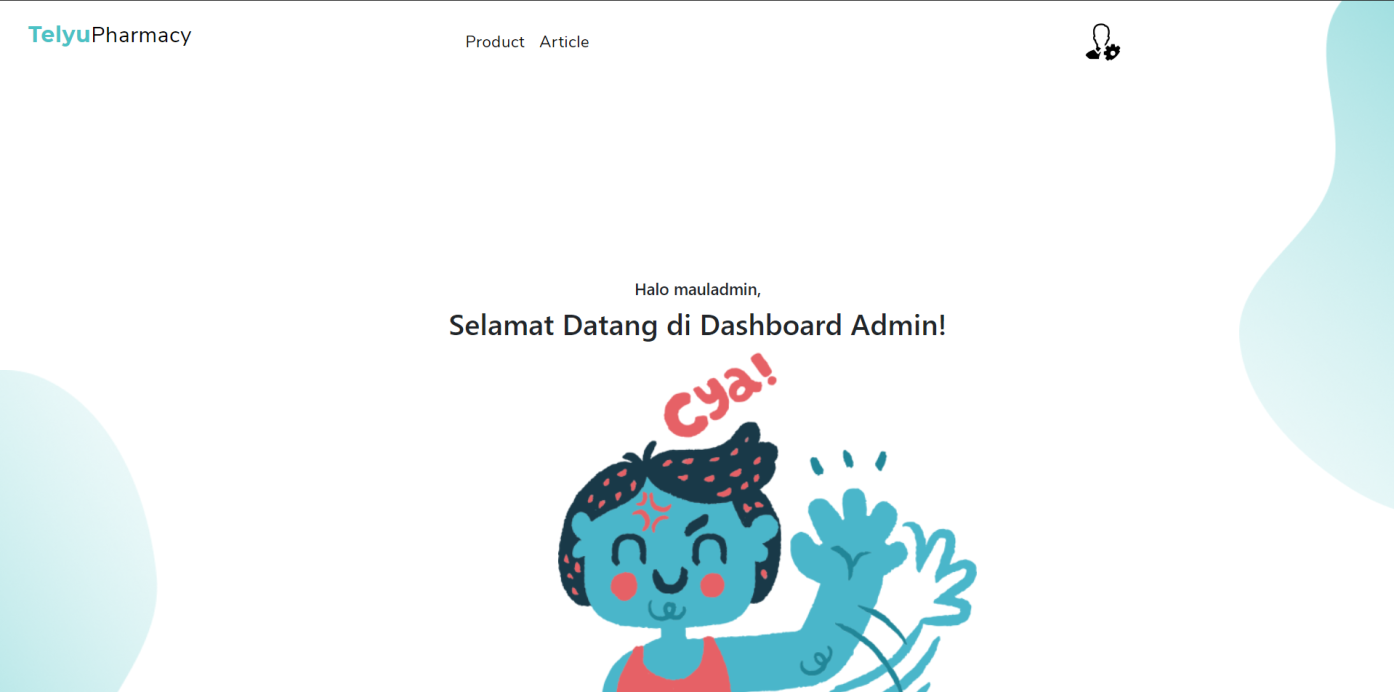 TelyuPharmacy
Product Article
Halo mauladmin,
Selamat Datang di Dashboard Admin!
Cya!